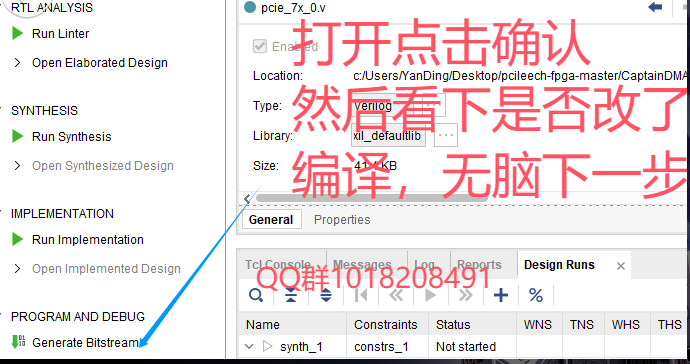 RTL ANALYSIS
Run Linter
Open Elaborated Design
SYNTHESIS
Run Synthesis
Open Synthesized Design
IMPLEMENTATION
Run Implementation
Open Implemented Design
PROGRAM AND DEBUG
Generate Bitstream
pcie_7x_0.v
Enabled
Location: c:/Users/YanDing/Desktop/pcileech-fpga-master/CaptainDMA
Type: Verilog
Library: xil_defaultlib
Size: 41.4 KB
打开点击确认
然后看下是否改了
编译，无脑下一步
General Properties
QQ群1018208491
Tcl Console Messages Log Reports Design Runs
Name Constraints Status WNS TNS WHS THS
synth_1 constrs_1 Not started